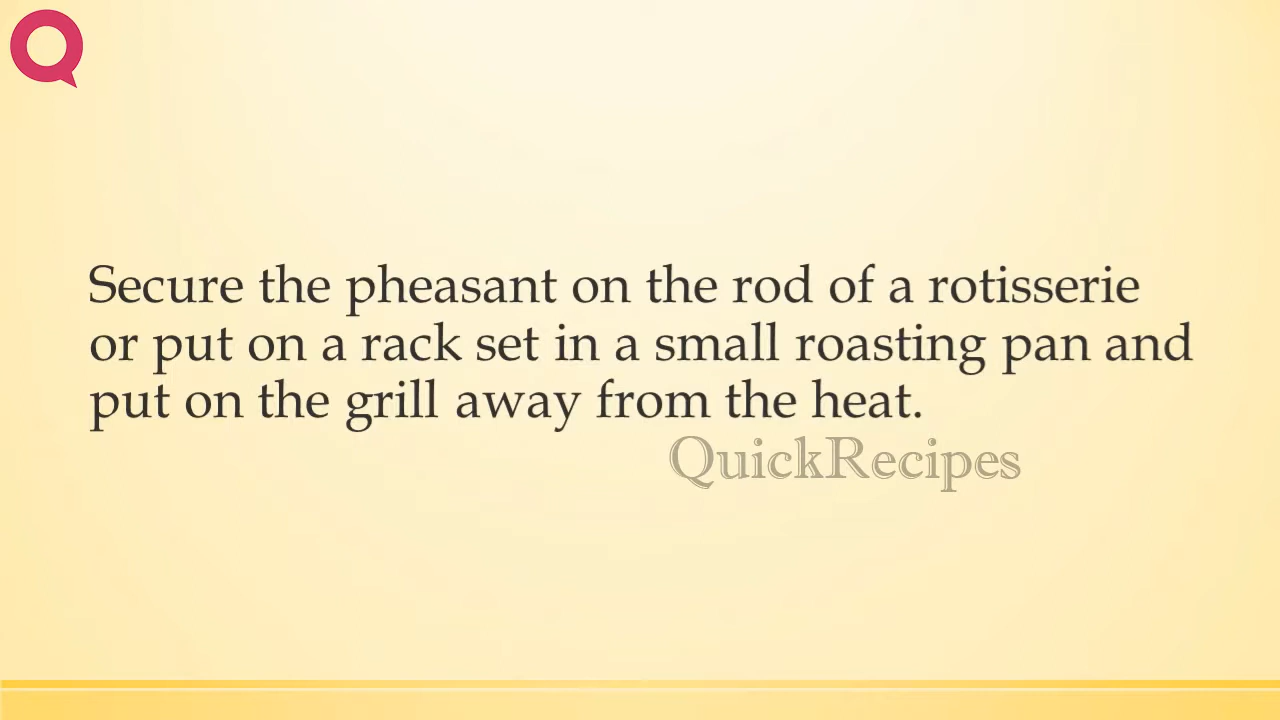 Secure the pheasant on the rod of a rotisserie
or put on a rack set in a small roasting pan and
put on the grill away from the heat.
QuickRecipes